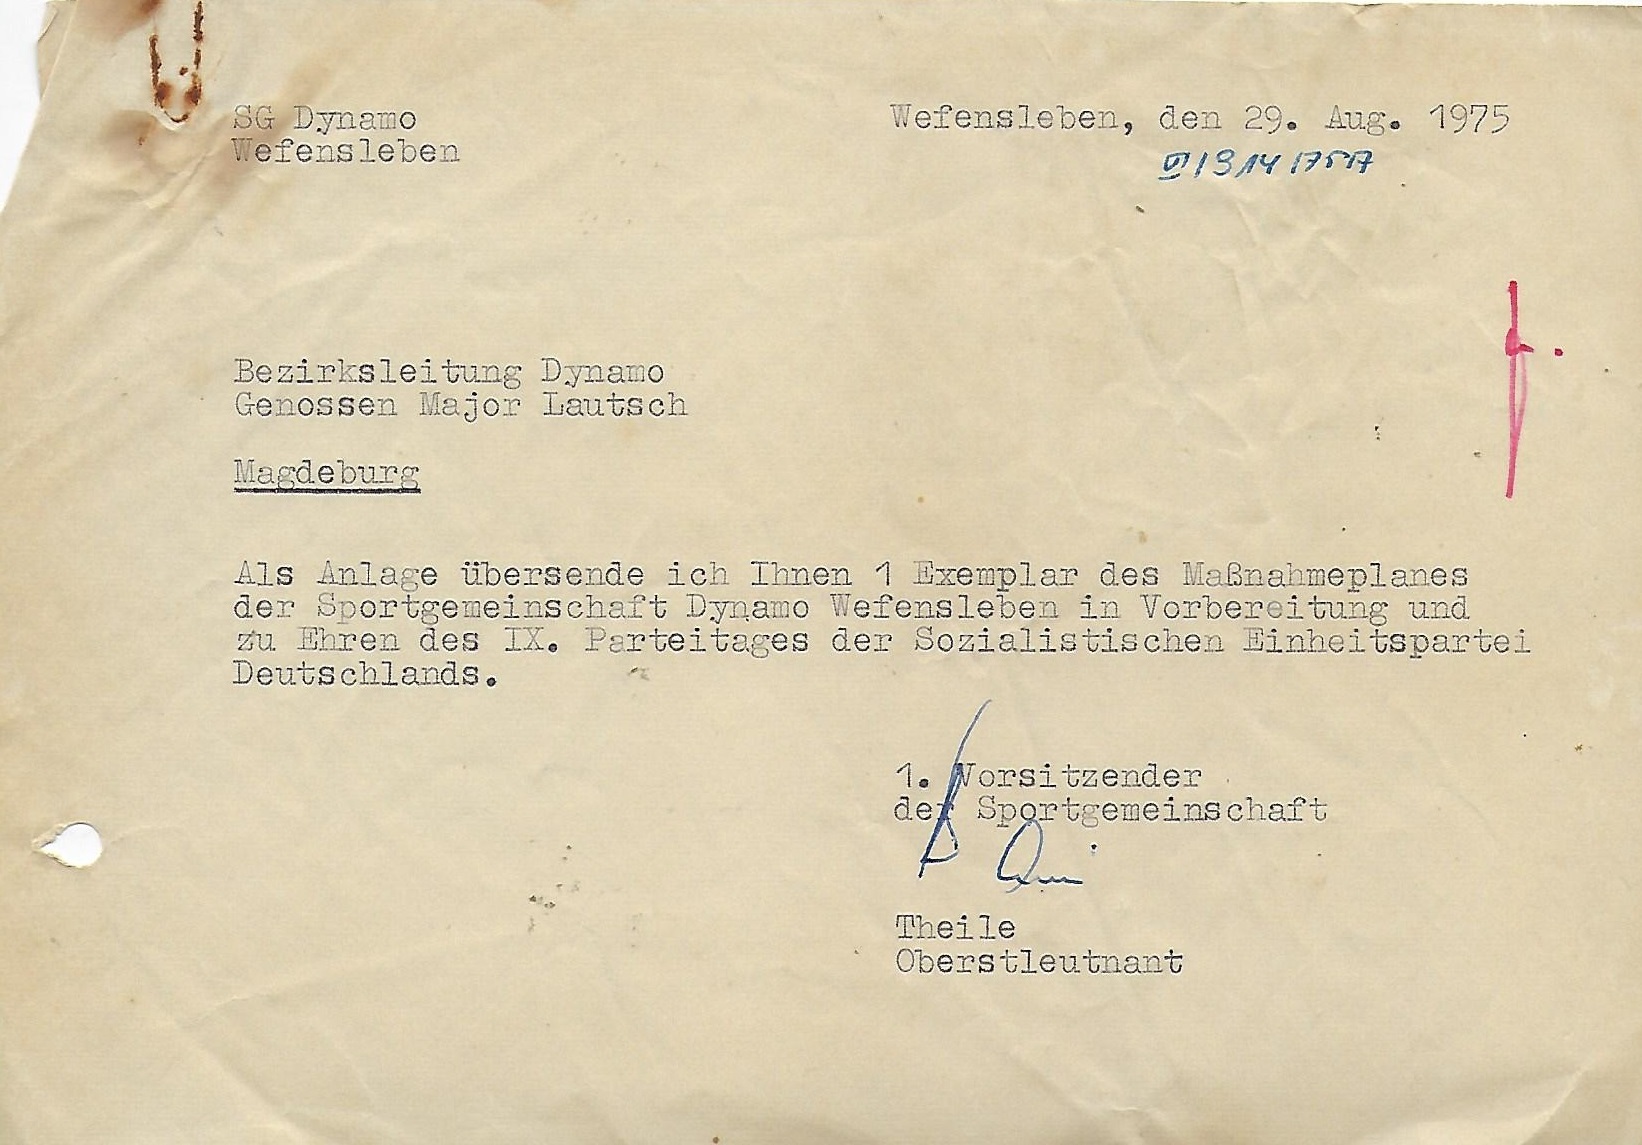 SG Dynamo
Wefensleben
Wefensleben, den 29. Aug. 1975
Bezirksleitung Dynamo
Genossen Major Lautsch
Magdeburg
Als Anlage übersende ich Ihnen 1 Exemplar des Maßnahmeplanes
der Sportgemeinschaft Dynamo Wefensleben in Vorbereitung und
zu Ehren des IX. Parteitages der Sozialistischen Einheitspartei
Deutschlands.
1. Vorsitzender
der Sportgemeinschaft
Theile
Oberstleutnant